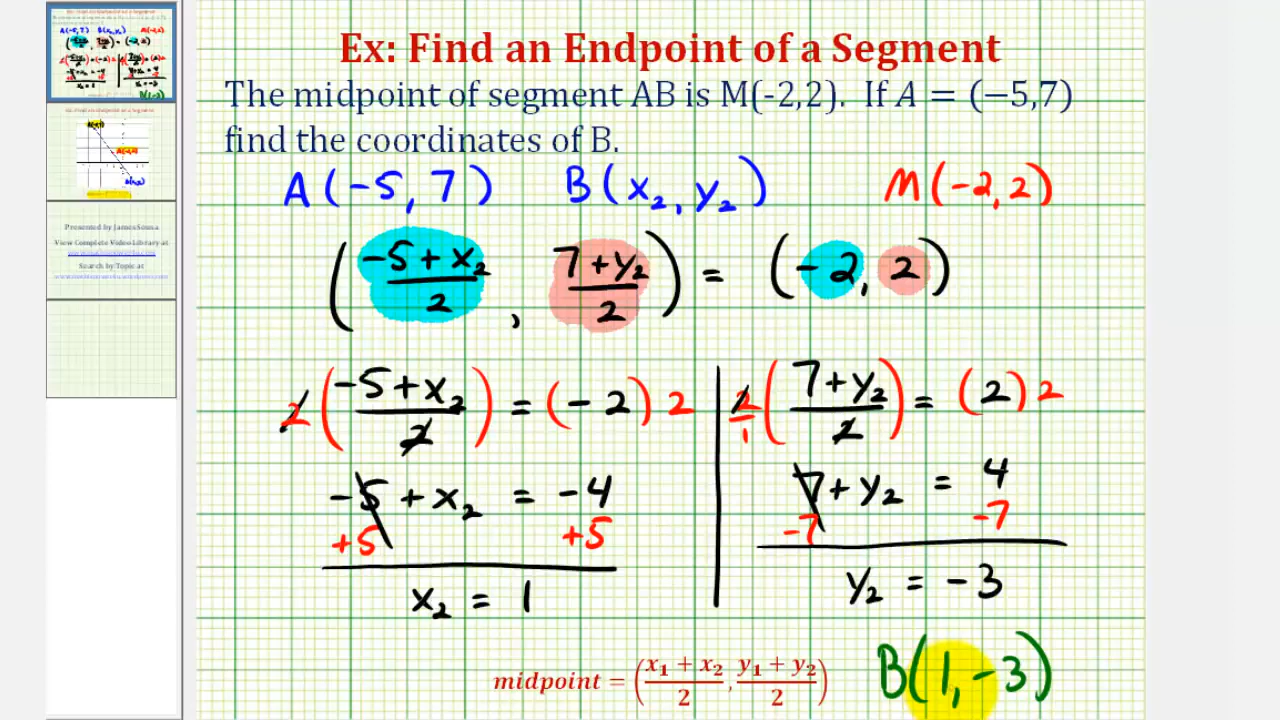 Ex: Find an Endpoint of a Segment
The midpoint of segment AB is M(-2,2). If A = (−5,7)
find the coordinates of B.
A(-5, 7) B(x₂, y₂) M(-2, 2)
(-5 + x₂/2, 7 + y₂/2) = (-2, 2)
2(-5 + x₂/2) = (-2)2
-5 + x₂ = -4
+5 +5
x₂ = 1
2/1(7 + y₂/2) = (2)2
7 + y₂ = 4
-7 -7
y₂ = -3
midpoint = (x₁ + x₂/2, y₁ + y₂/2)
B(1, -3)
Presented by James Sousa
View Complete Video Library at
Search by Topic at